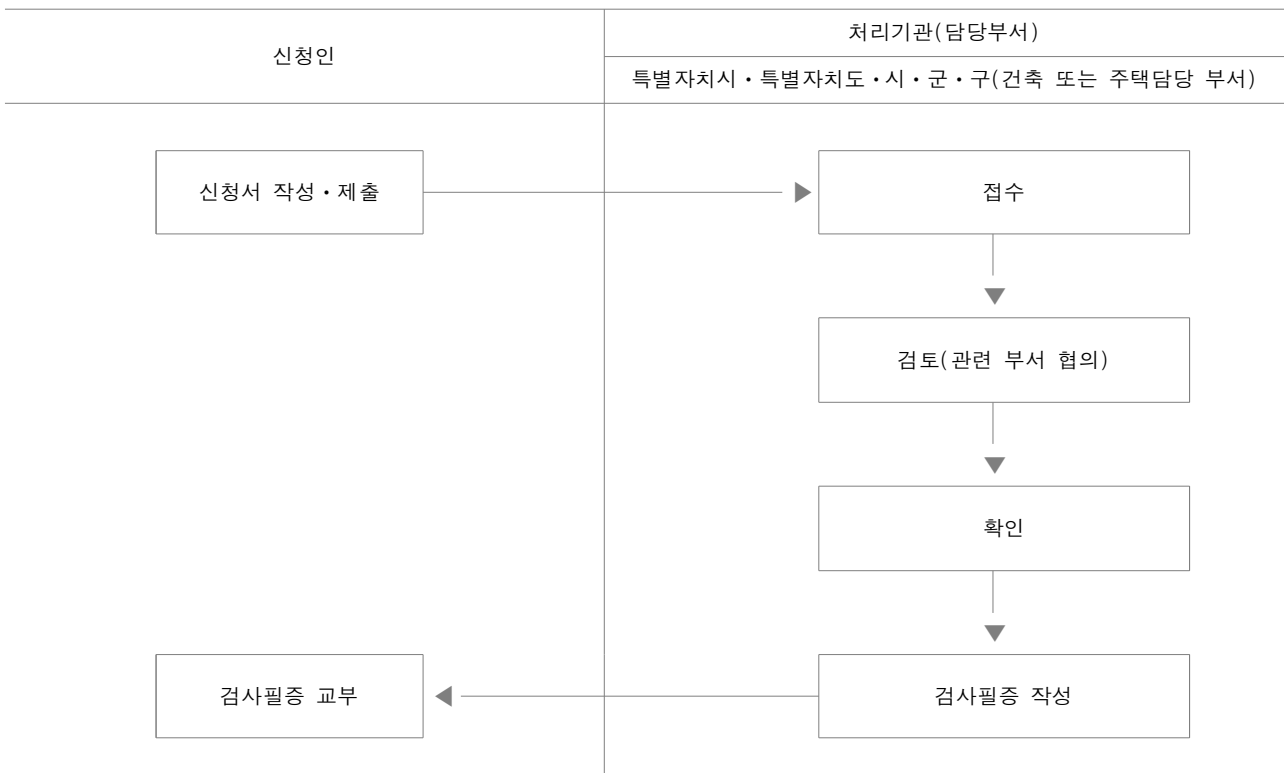 신청인
처리기관(담당부서)
특별자치시・특별자치도・시・군・구(건축 또는 주택담당 부서)
신청서 작성・제출
접수
검토(관련 부서 협의)
확인
검사필증 교부
검사필증 작성